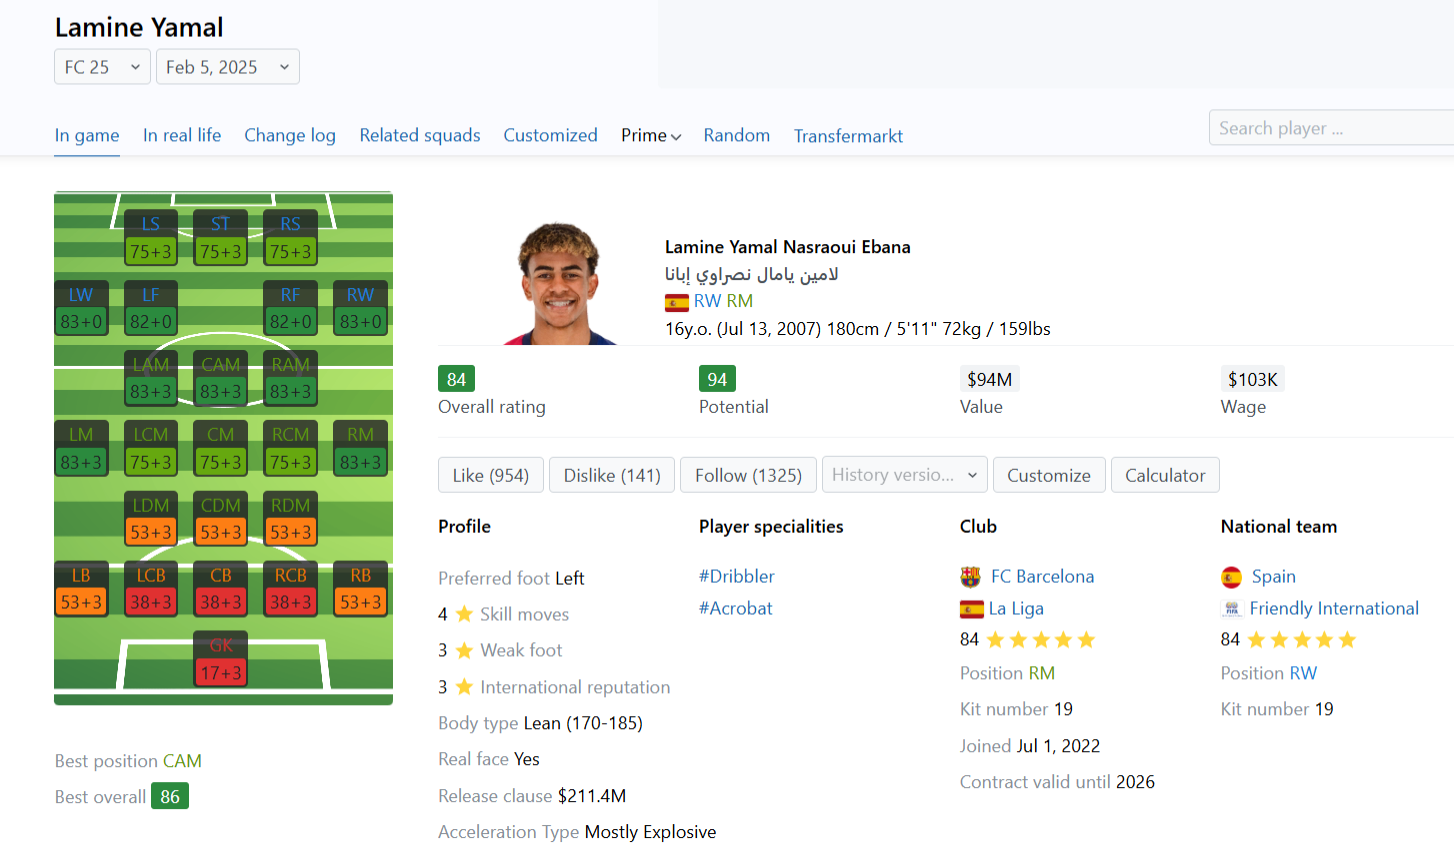 Lamine Yamal
FC 25
Feb 5, 2025
In game In real life Change log Related squads Customized Prime Random Transfermarkt
Search player ...
LS ST RS
75+3 75+3 75+3
LW LF RF RW
83+0 82+0 82+0 83+0
LAM CAM RAM
83+3 83+3 83+3
LM LCM CM RCM RM
83+3 75+3 75+3 75+3 83+3
LDM CDM RDM
53+3 53+3 53+3
LB LCB CB RCB RB
53+3 38+3 38+3 38+3 53+3
GK
17+3
Best position CAM
Best overall 86
Lamine Yamal Nasraoui Ebana
لامين يامال نصراوي إبانا
RW RM
16y.o. (Jul 13, 2007) 180cm / 5'11" 72kg / 159lbs
84 94 $94M $103K
Overall rating Potential Value Wage
Like (954) Dislike (141) Follow (1325) History versio... Customize Calculator
Profile
Preferred foot Left
4 Skill moves
3 Weak foot
3 International reputation
Body type Lean (170-185)
Real face Yes
Release clause $211.4M
Acceleration Type Mostly Explosive
Player specialities
#Dribbler
#Acrobat
Club
FC Barcelona
La Liga
84
Position RM
Kit number 19
Joined Jul 1, 2022
Contract valid until 2026
National team
Spain
Friendly International
84
Position RW
Kit number 19